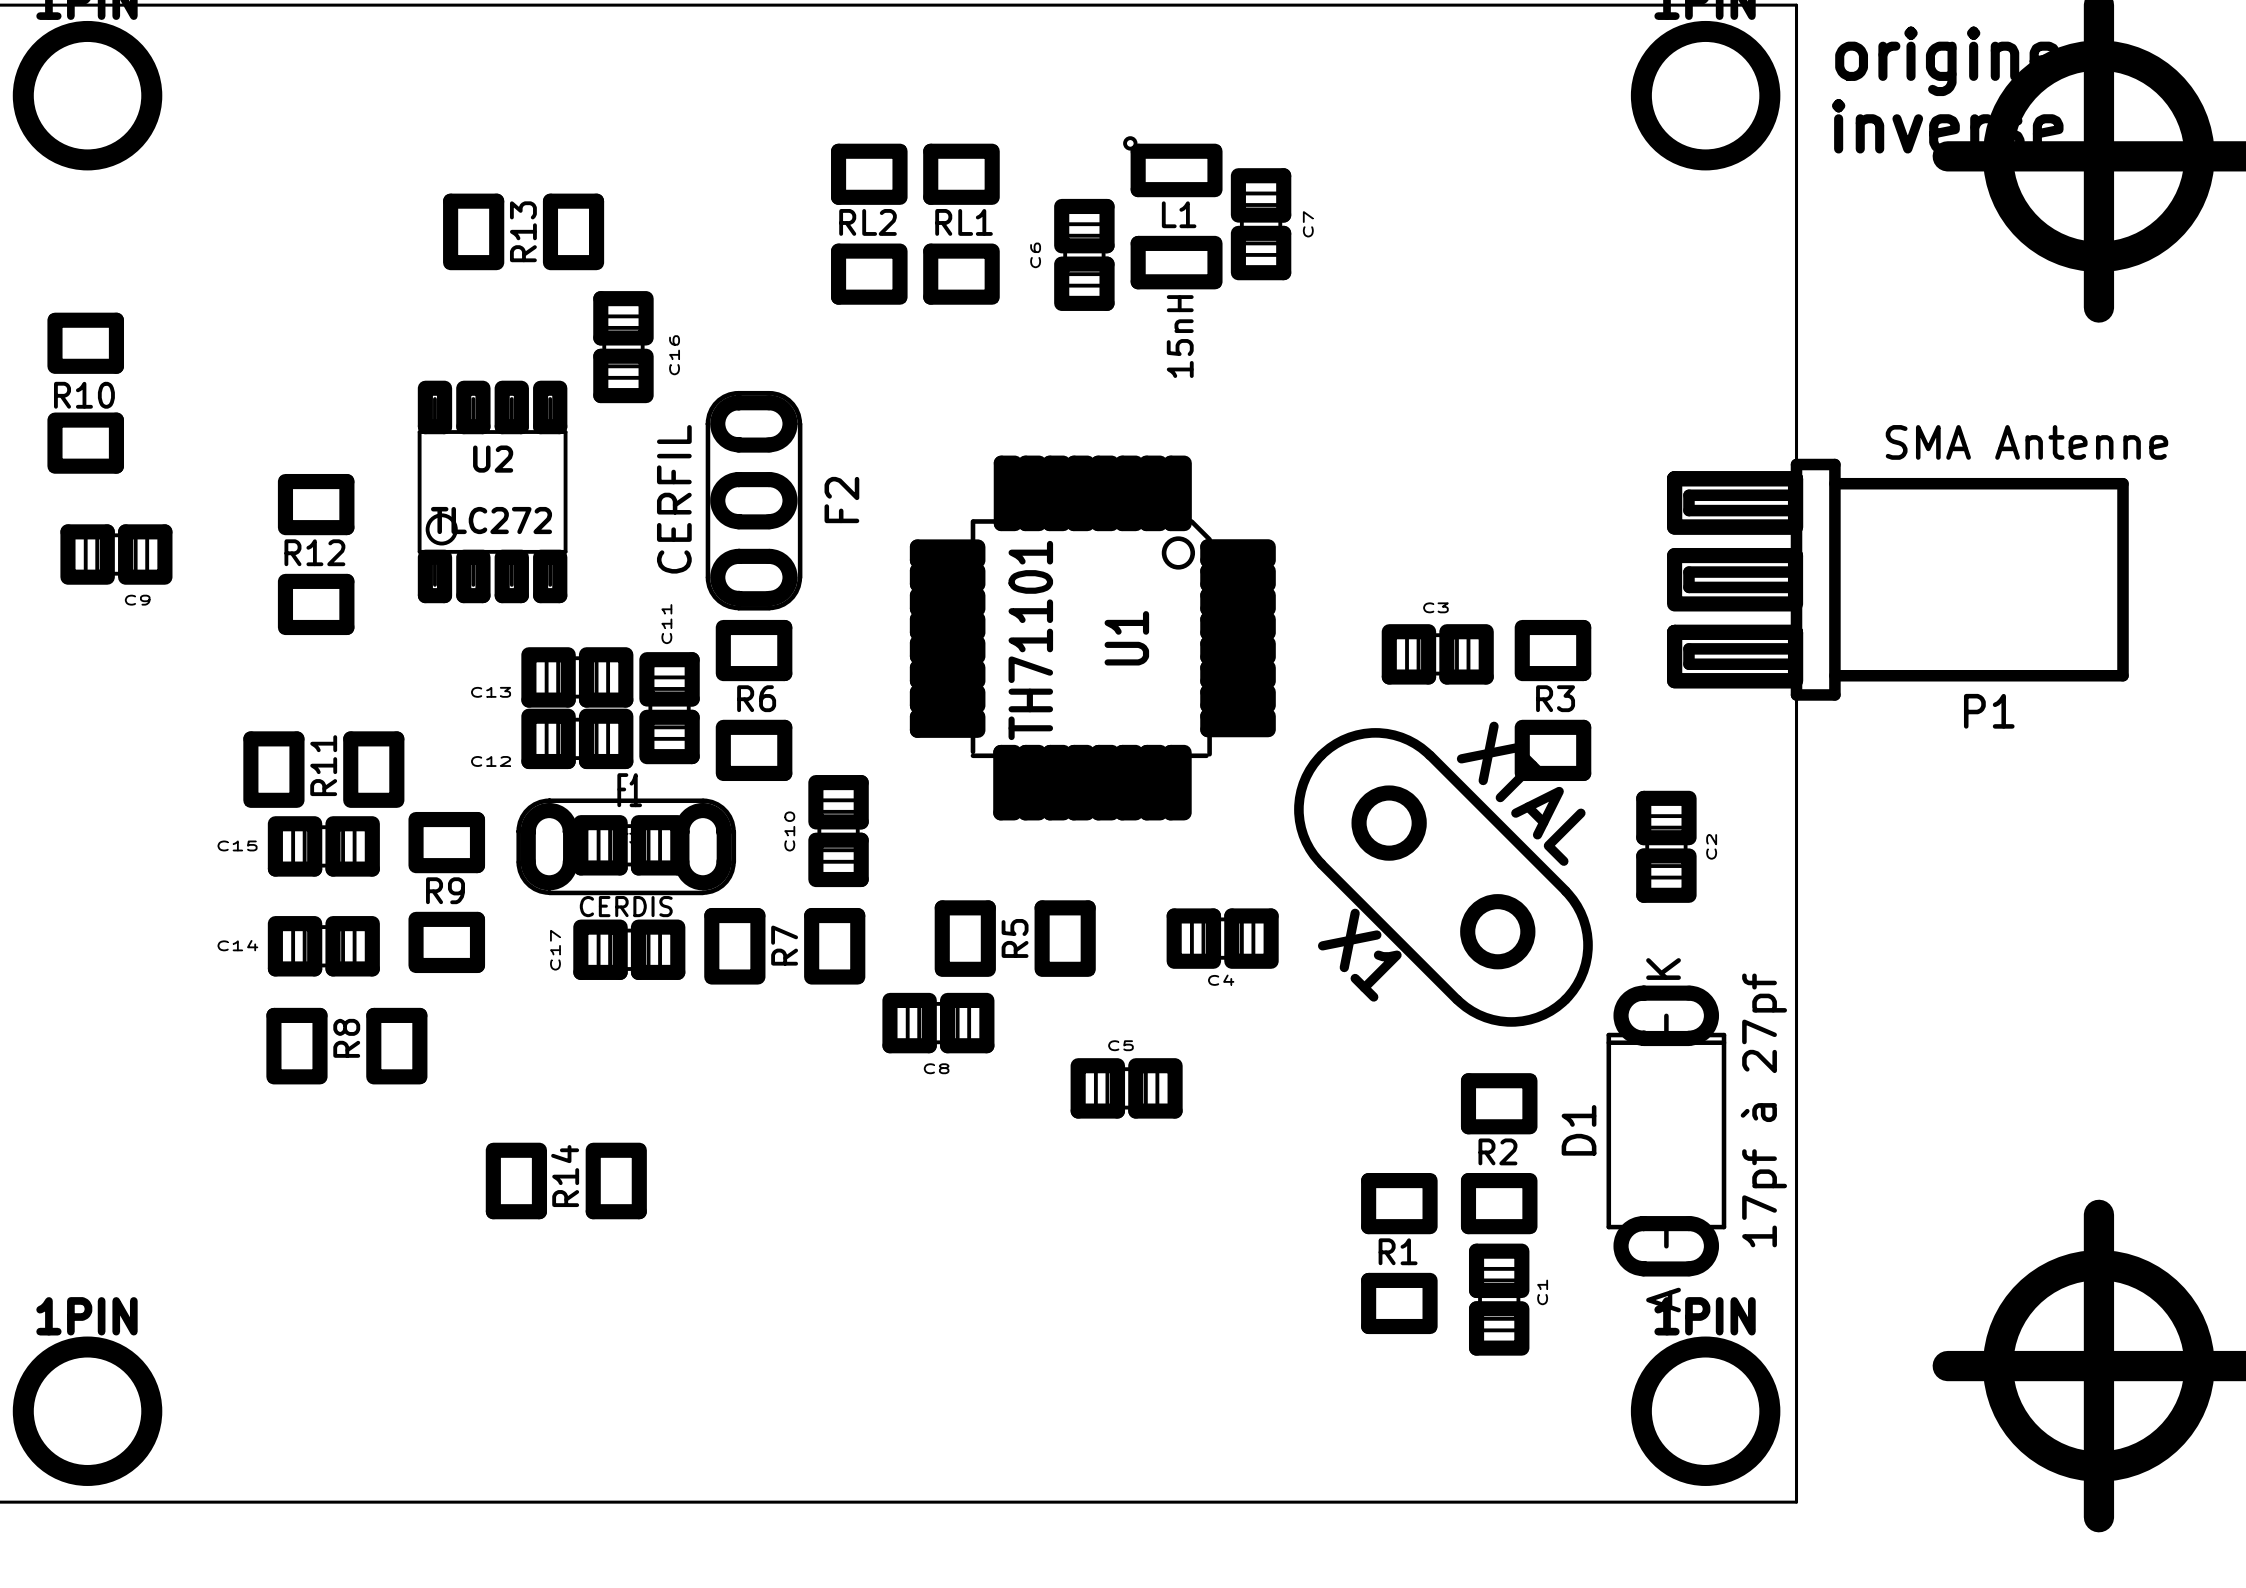 1PIN
1PIN
origine
inverse
R13
RL2
RL1
L1
C7
C6
15nH
C16
R10
U2
TLC272
CERFIL
F2
SMA Antenne
R12
C9
TH711101
U1
C11
C3
C13
R6
R3
P1
C12
R11
F1
XTAL
C10
C2
C15
R9
CERDIS
C14
C17
R7
R5
C4
X1
K
R8
C5
C8
17pf à 27pf
D1
R2
R14
R1
C1
A
1PIN
1PIN